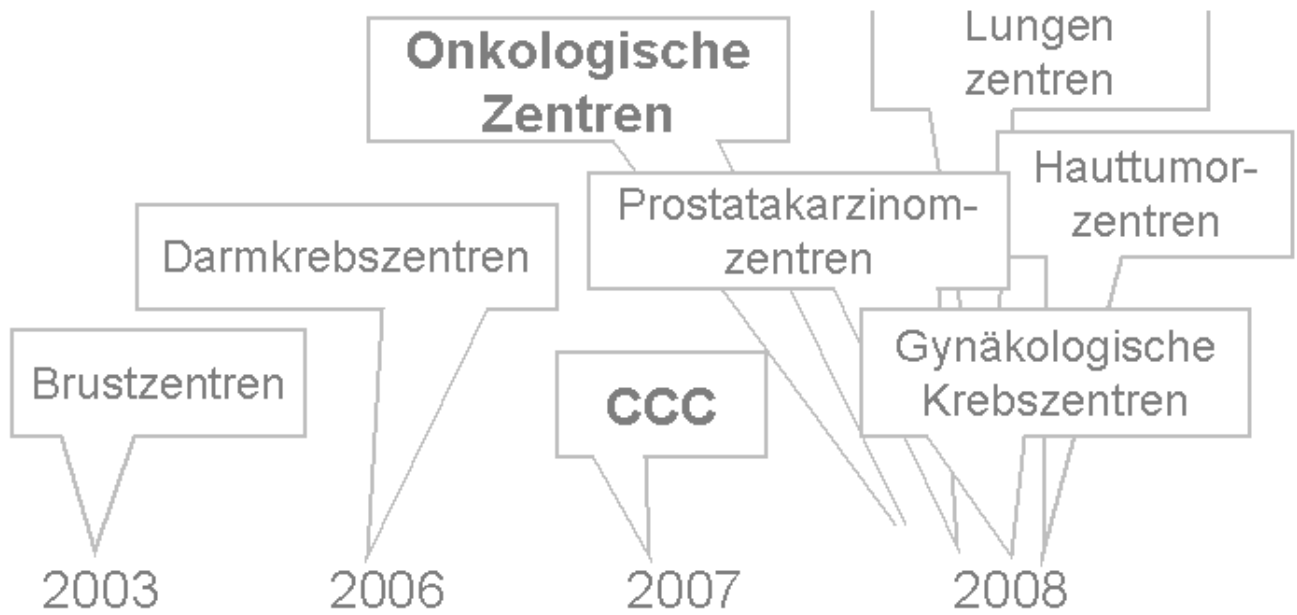 Onkologische
Zentren
Lungen
zentren
Prostatakarzinom-
zentren
Hauttumor-
zentren
Darmkrebszentren
Brustzentren
CCC
Gynäkologische
Krebszentren
2003
2006
2007
2008